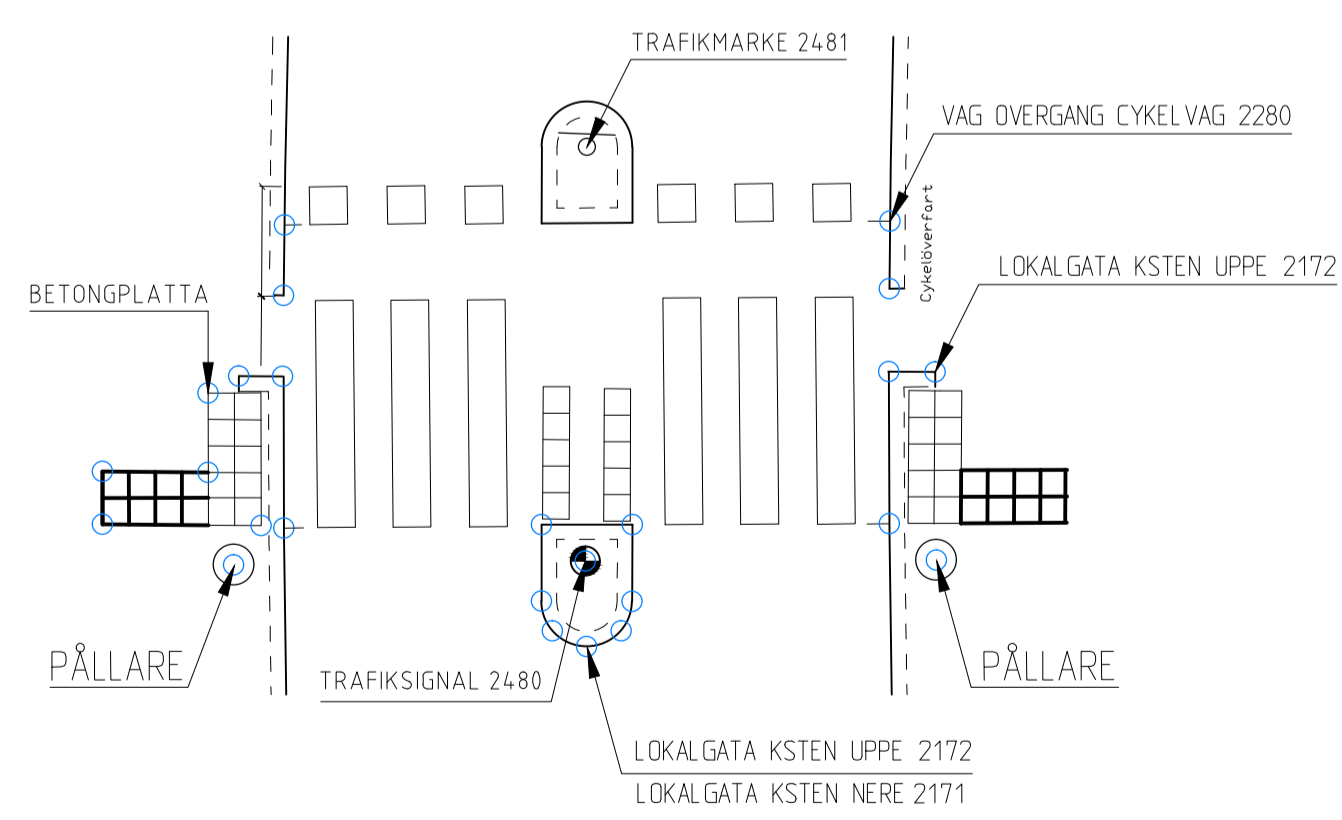 TRAFIKMARKE 2481
VAG OVERGANG CYKELVAG 2280
Cykelöverfart
LOKALGATA KSTEN UPPE 2172
BETONGPLATTA
PÅLLARE
PÅLLARE
TRAFIKSIGNAL 2480
LOKALGATA KSTEN UPPE 2172
LOKALGATA KSTEN NERE 2171